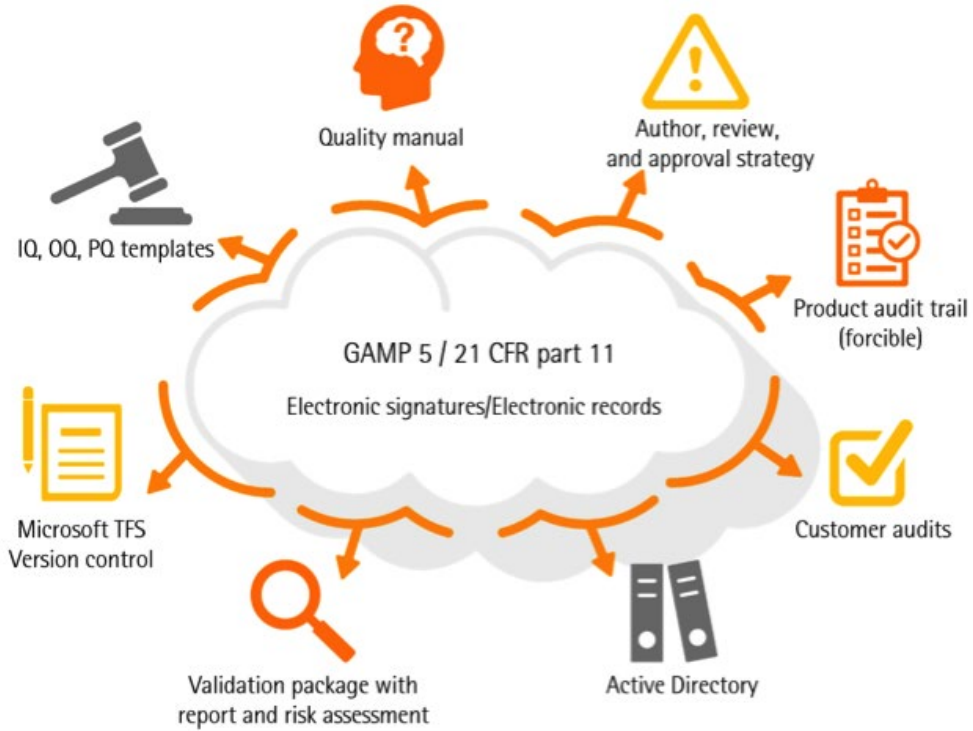 Quality manual
Author, review,
and approval strategy
IQ, OQ, PQ templates
Product audit trail
(forcible)
GAMP 5 / 21 CFR part 11
Electronic signatures/Electronic records
Microsoft TFS
Version control
Customer audits
Validation package with
report and risk assessment
Active Directory